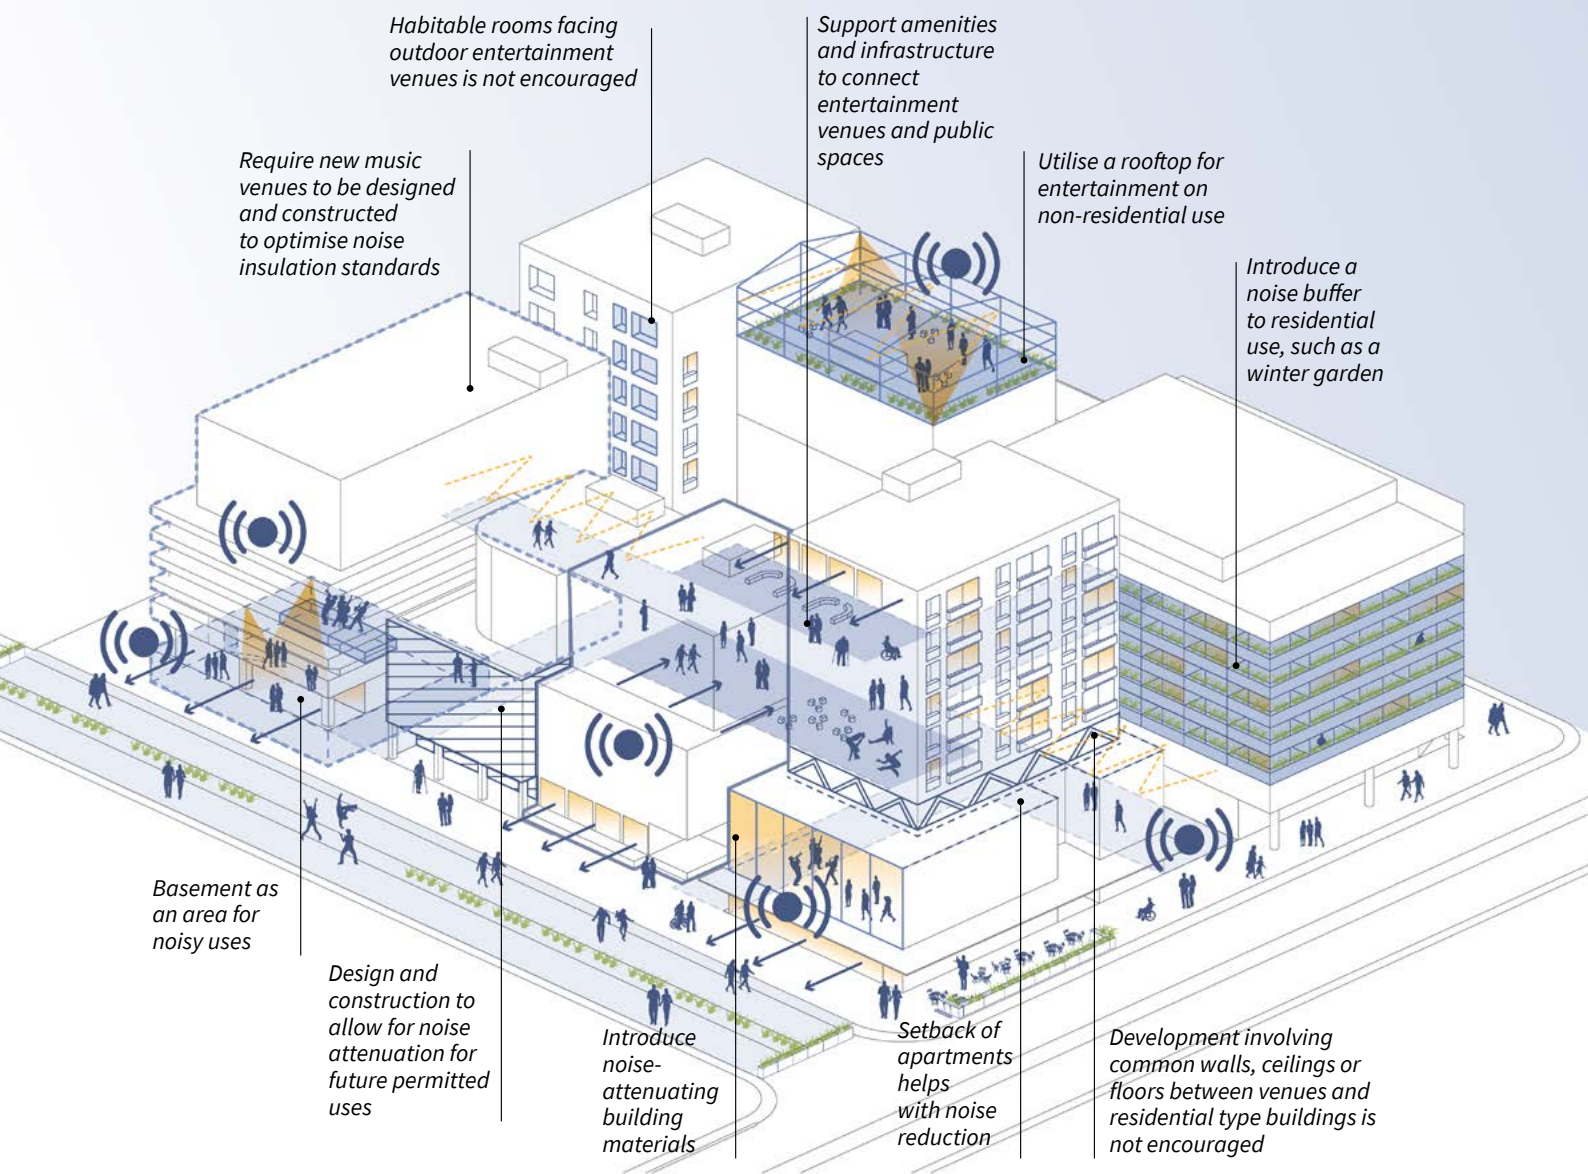 Habitable rooms facing
outdoor entertainment
venues is not encouraged
Support amenities
and infrastructure
to connect
entertainment
venues and public
spaces
Require new music
venues to be designed
and constructed
to optimise noise
insulation standards
Utilise a rooftop for
entertainment on
non-residential use
Introduce a
noise buffer
to residential
use, such as a
winter garden
Basement as
an area for
noisy uses
Design and
construction to
allow for noise
attenuation for
future permitted
uses
Introduce
noise-
attenuating
building
materials
Setback of
apartments
helps
with noise
reduction
Development involving
common walls, ceilings or
floors between venues and
residential type buildings is
not encouraged